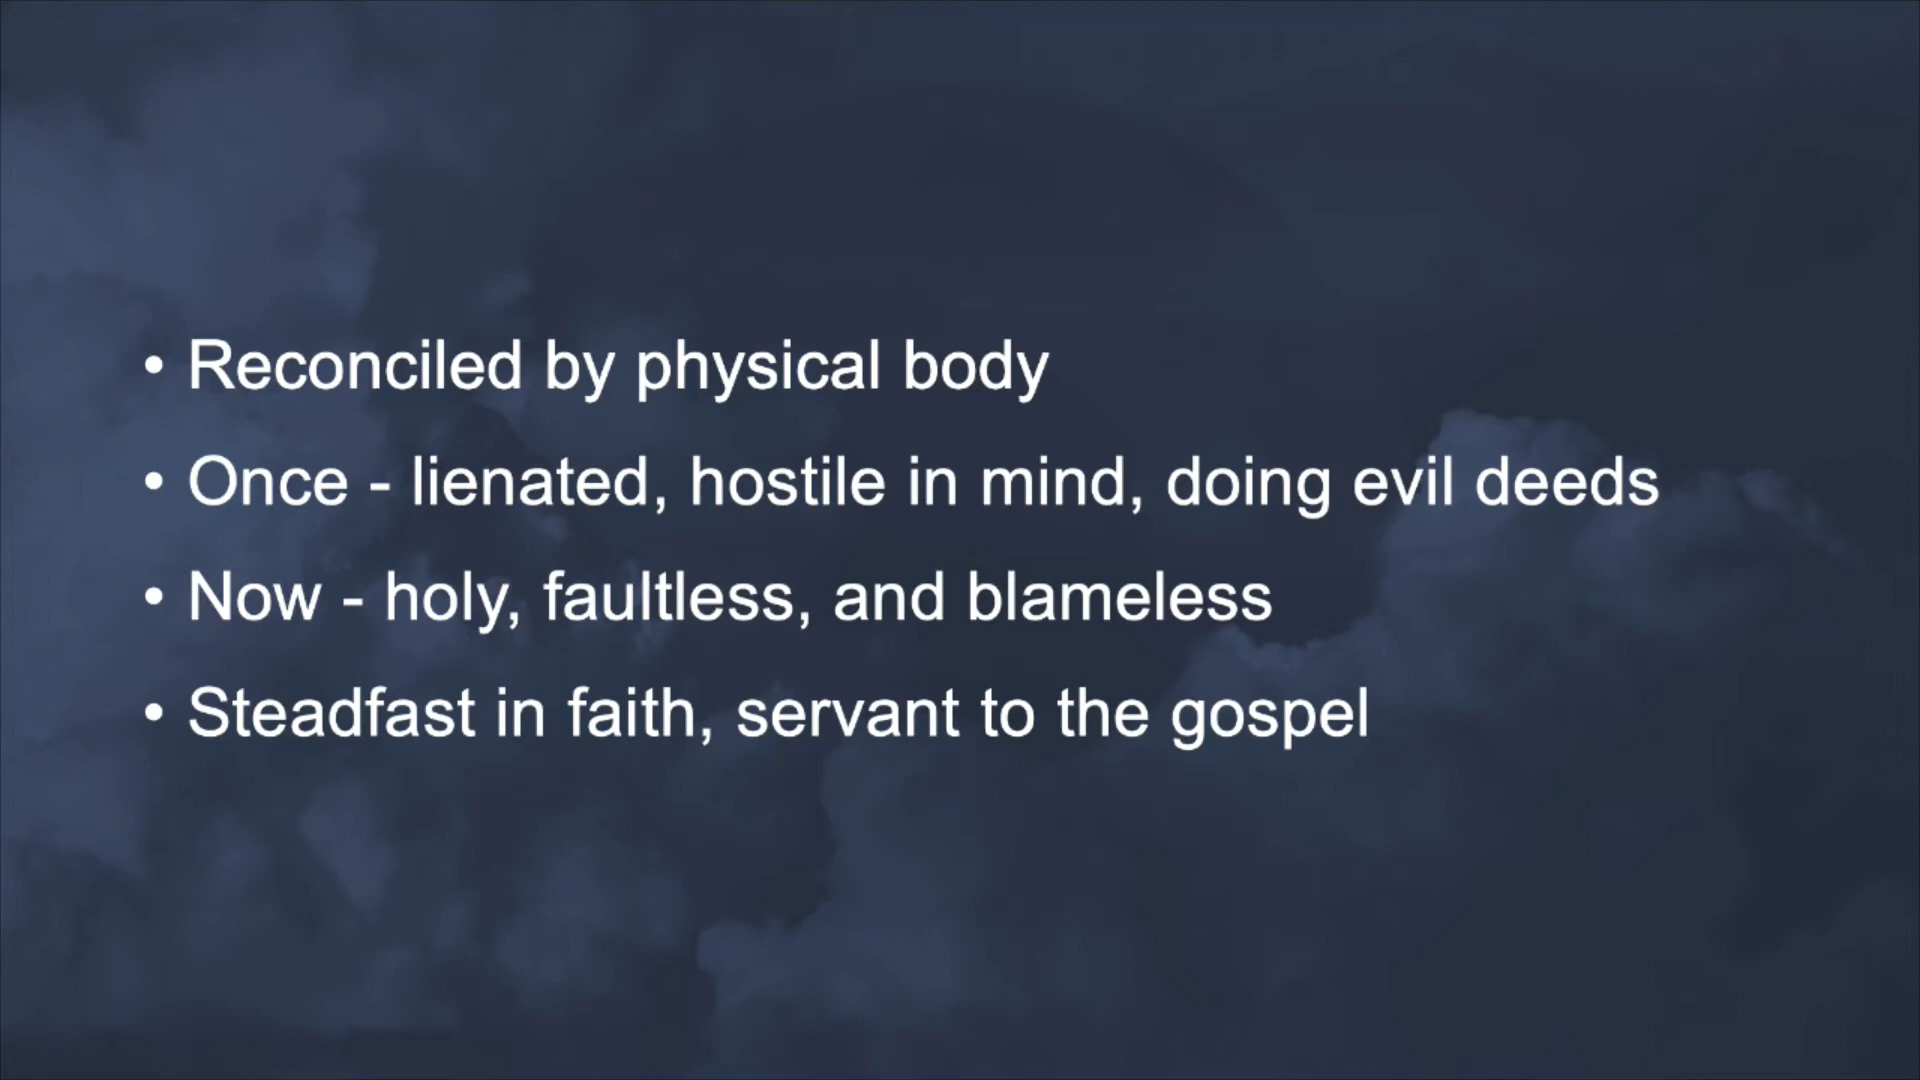 • Reconciled by physical body
• Once - lienated, hostile in mind, doing evil deeds
• Now - holy, faultless, and blameless
• Steadfast in faith, servant to the gospel